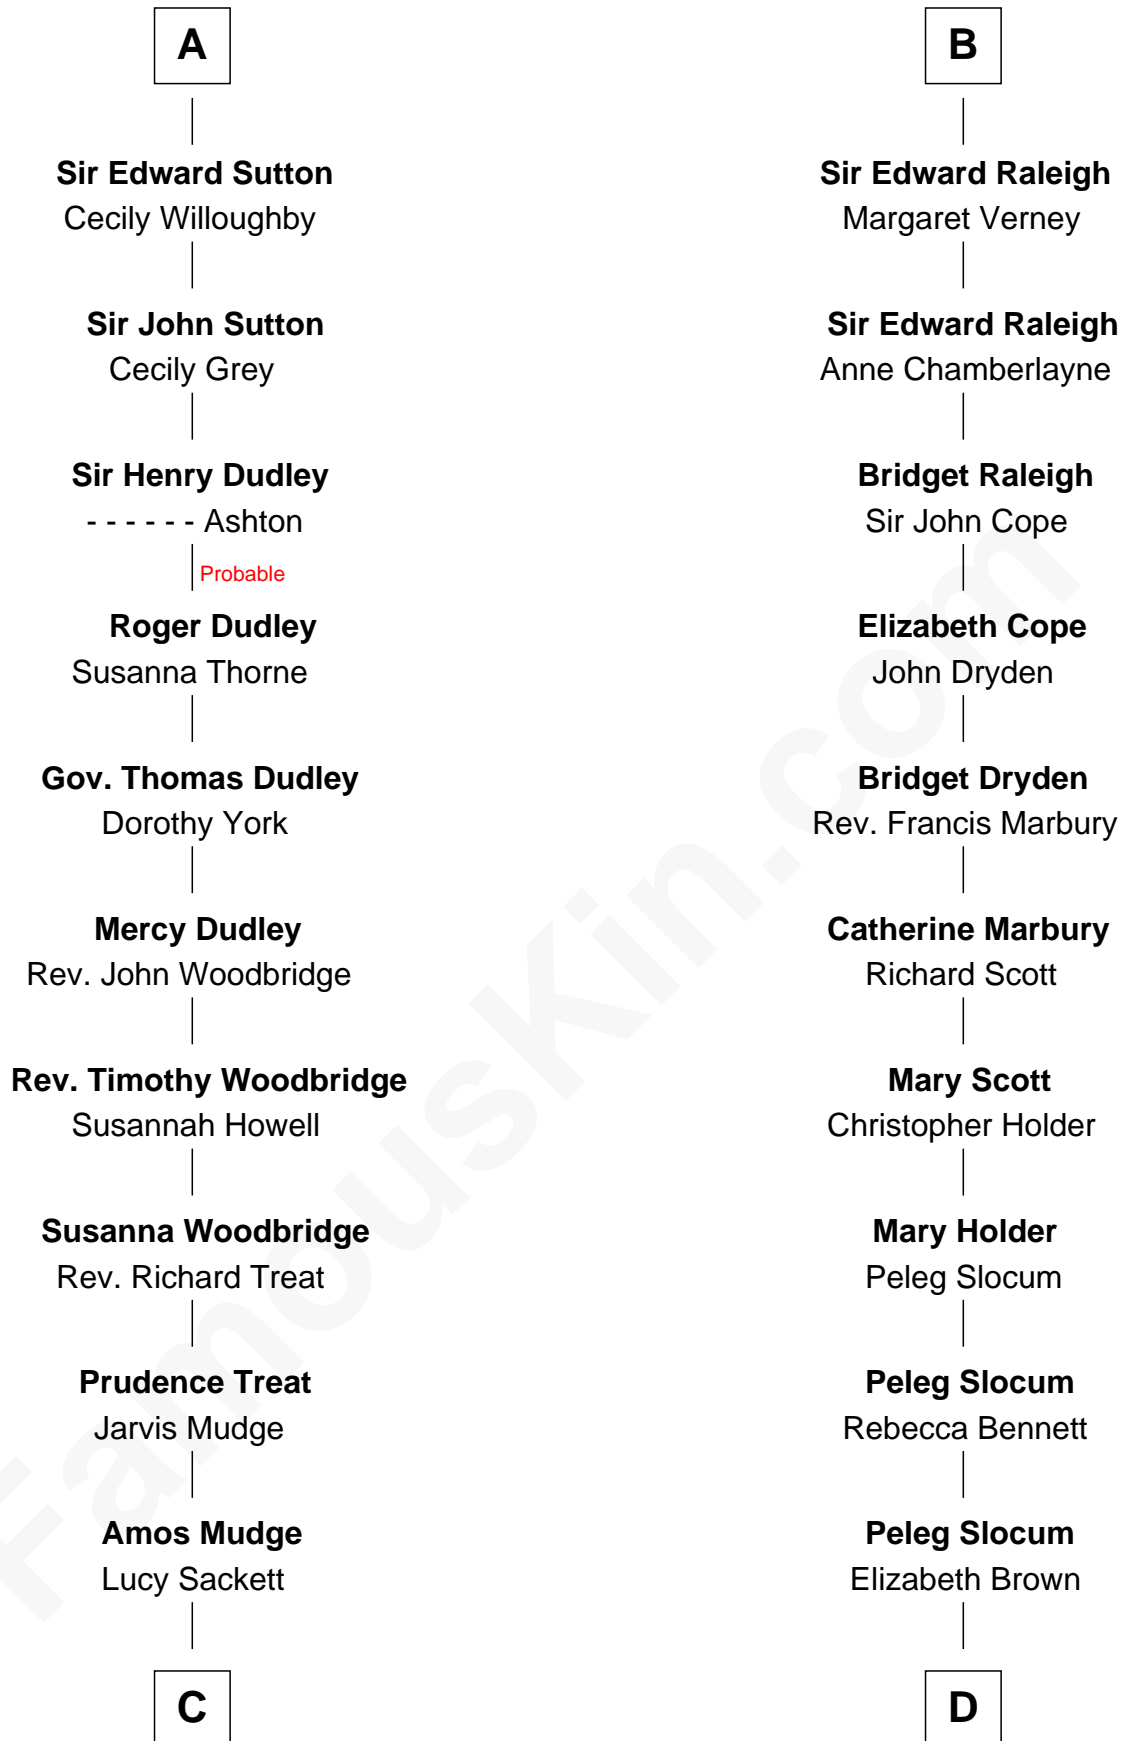 A
Sir Edward Sutton
Cecily Willoughby
Sir John Sutton
Cecily Grey
Sir Henry Dudley
- - - - - - Ashton
Probable
Roger Dudley
Susanna Thorne
Gov. Thomas Dudley
Dorothy York
Mercy Dudley
Rev. John Woodbridge
Rev. Timothy Woodbridge
Susannah Howell
Susanna Woodbridge
Rev. Richard Treat
Prudence Treat
Jarvis Mudge
Amos Mudge
Lucy Sackett
C
B
Sir Edward Raleigh
Margaret Verney
Sir Edward Raleigh
Anne Chamberlayne
Bridget Raleigh
Sir John Cope
Elizabeth Cope
John Dryden
Bridget Dryden
Rev. Francis Marbury
Catherine Marbury
Richard Scott
Mary Scott
Christopher Holder
Mary Holder
Peleg Slocum
Peleg Slocum
Rebecca Bennett
Peleg Slocum
Elizabeth Brown
D
FamousKin.com